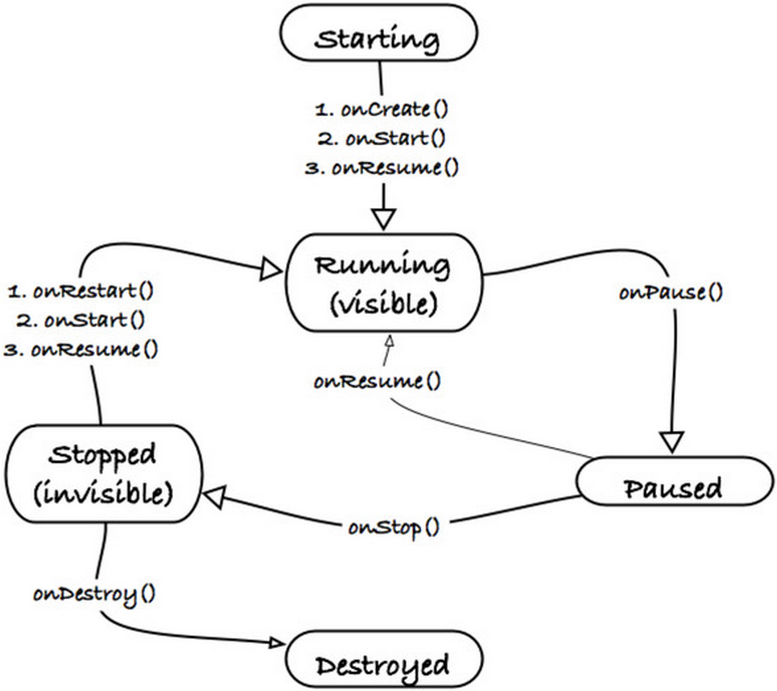 Starting
1. onCreate()
2. onStart()
3. onResume()
Running
(visible)
1. onRestart()
2. onStart()
3. onResume()
onPause()
onResume()
Stopped
(invisible)
Paused
onStop()
onDestroy()
Destroyed